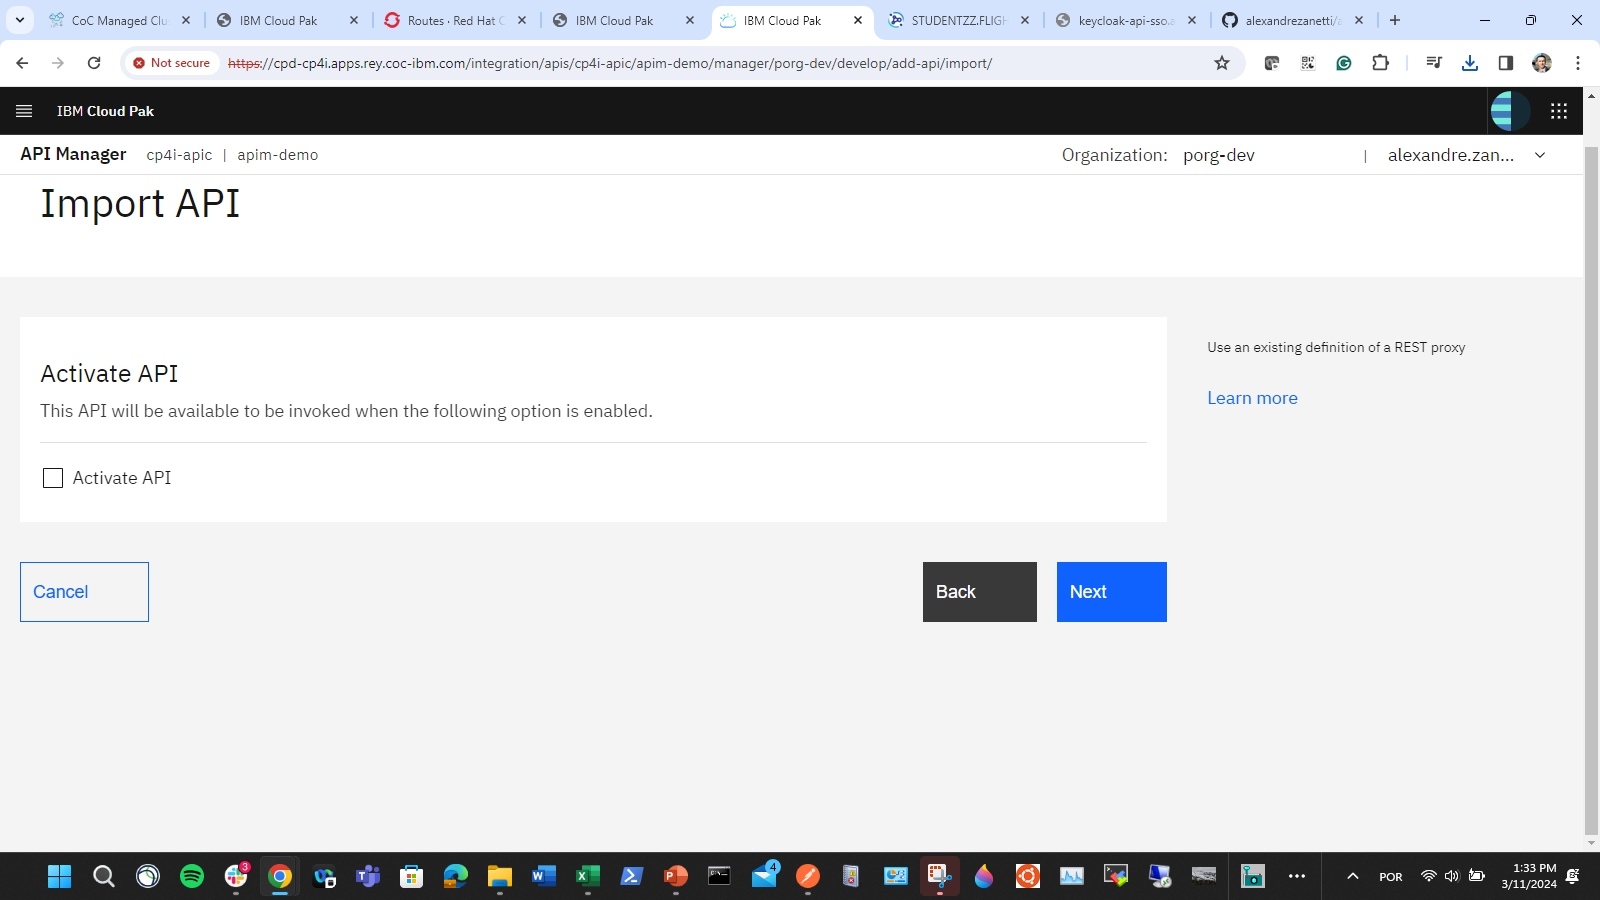 CoC Managed Clu
IBM Cloud Pak
Routes · Red Hat
IBM Cloud Pak
IBM Cloud Pak
STUDENTZZ.FLIGH
keycloak-api-sso.a
alexandrezanetti/a
Not secure
https://cpd-cp4i.apps.rey.coc-ibm.com/integration/apis/cp4i-apic/apim-demo/manager/porg-dev/develop/add-api/import/
IBM Cloud Pak
API Manager cp4i-apic | apim-demo
Organization: porg-dev | alexandre.zan...
Import API
Activate API
This API will be available to be invoked when the following option is enabled.
Activate API
Use an existing definition of a REST proxy
Learn more
Cancel
Back
Next
3
4
POR
1:33 PM
3/11/2024